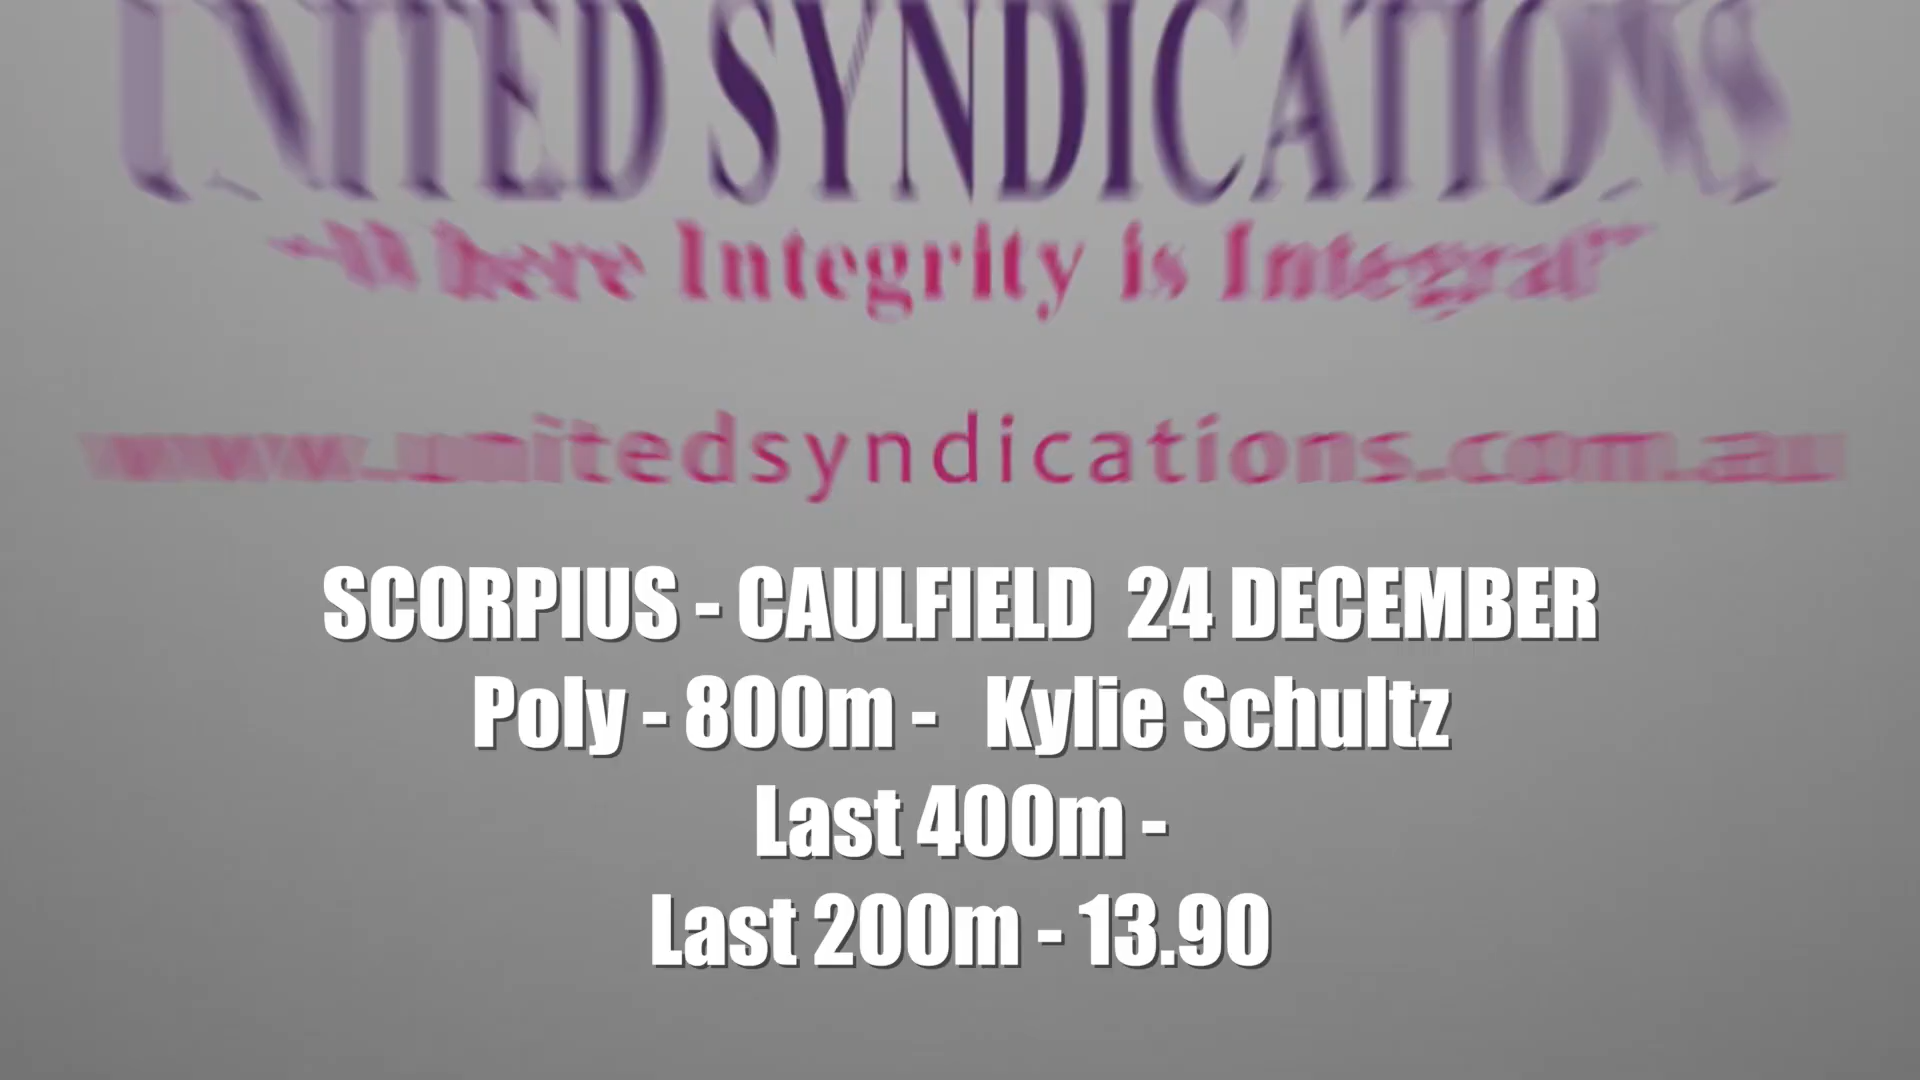 UNITED SYNDICATIONS
"Where Integrity is Integral"
www.unitedsyndications.com.au
SCORPIUS - CAULFIELD 24 DECEMBER
Poly - 800m - Kylie Schultz
Last 400m -
Last 200m - 13.90